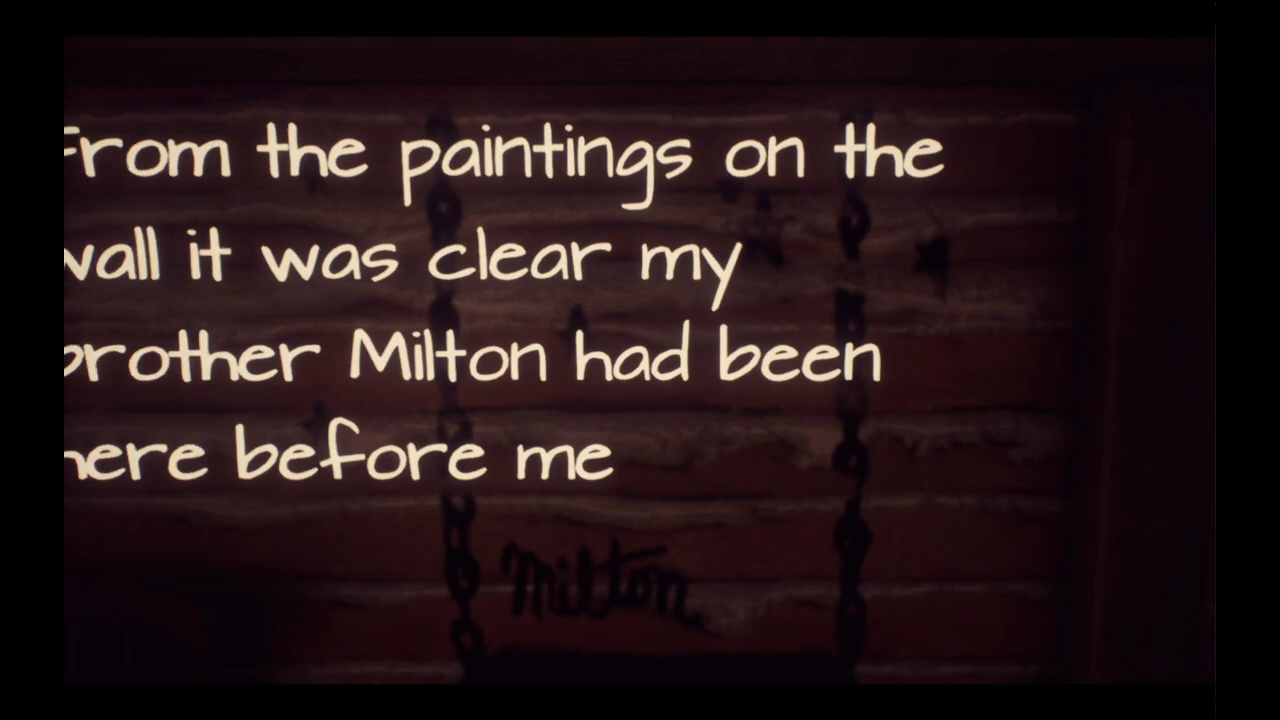 From the paintings on the
wall it was clear my
brother Milton had been
here before me
Milton